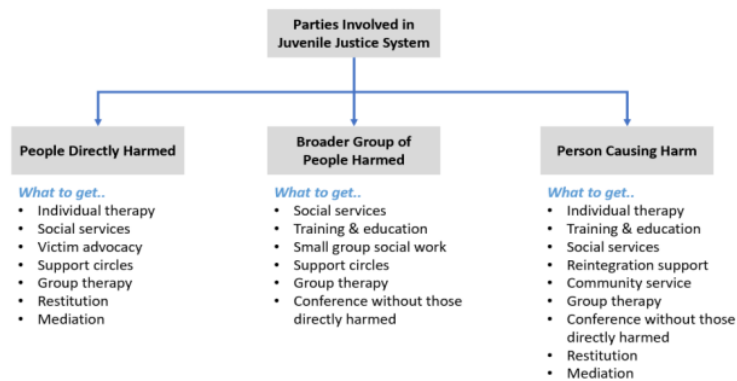 Parties Involved in
Juvenile Justice System
People Directly Harmed
What to get..
• Individual therapy
• Social services
• Victim advocacy
• Support circles
• Group therapy
• Restitution
• Mediation
Broader Group of
People Harmed
What to get..
• Social services
• Training & education
• Small group social work
• Support circles
• Group therapy
• Conference without those
directly harmed
Person Causing Harm
What to get..
• Individual therapy
• Training & education
• Social services
• Reintegration support
• Community service
• Group therapy
• Conference without those
directly harmed
• Restitution
• Mediation